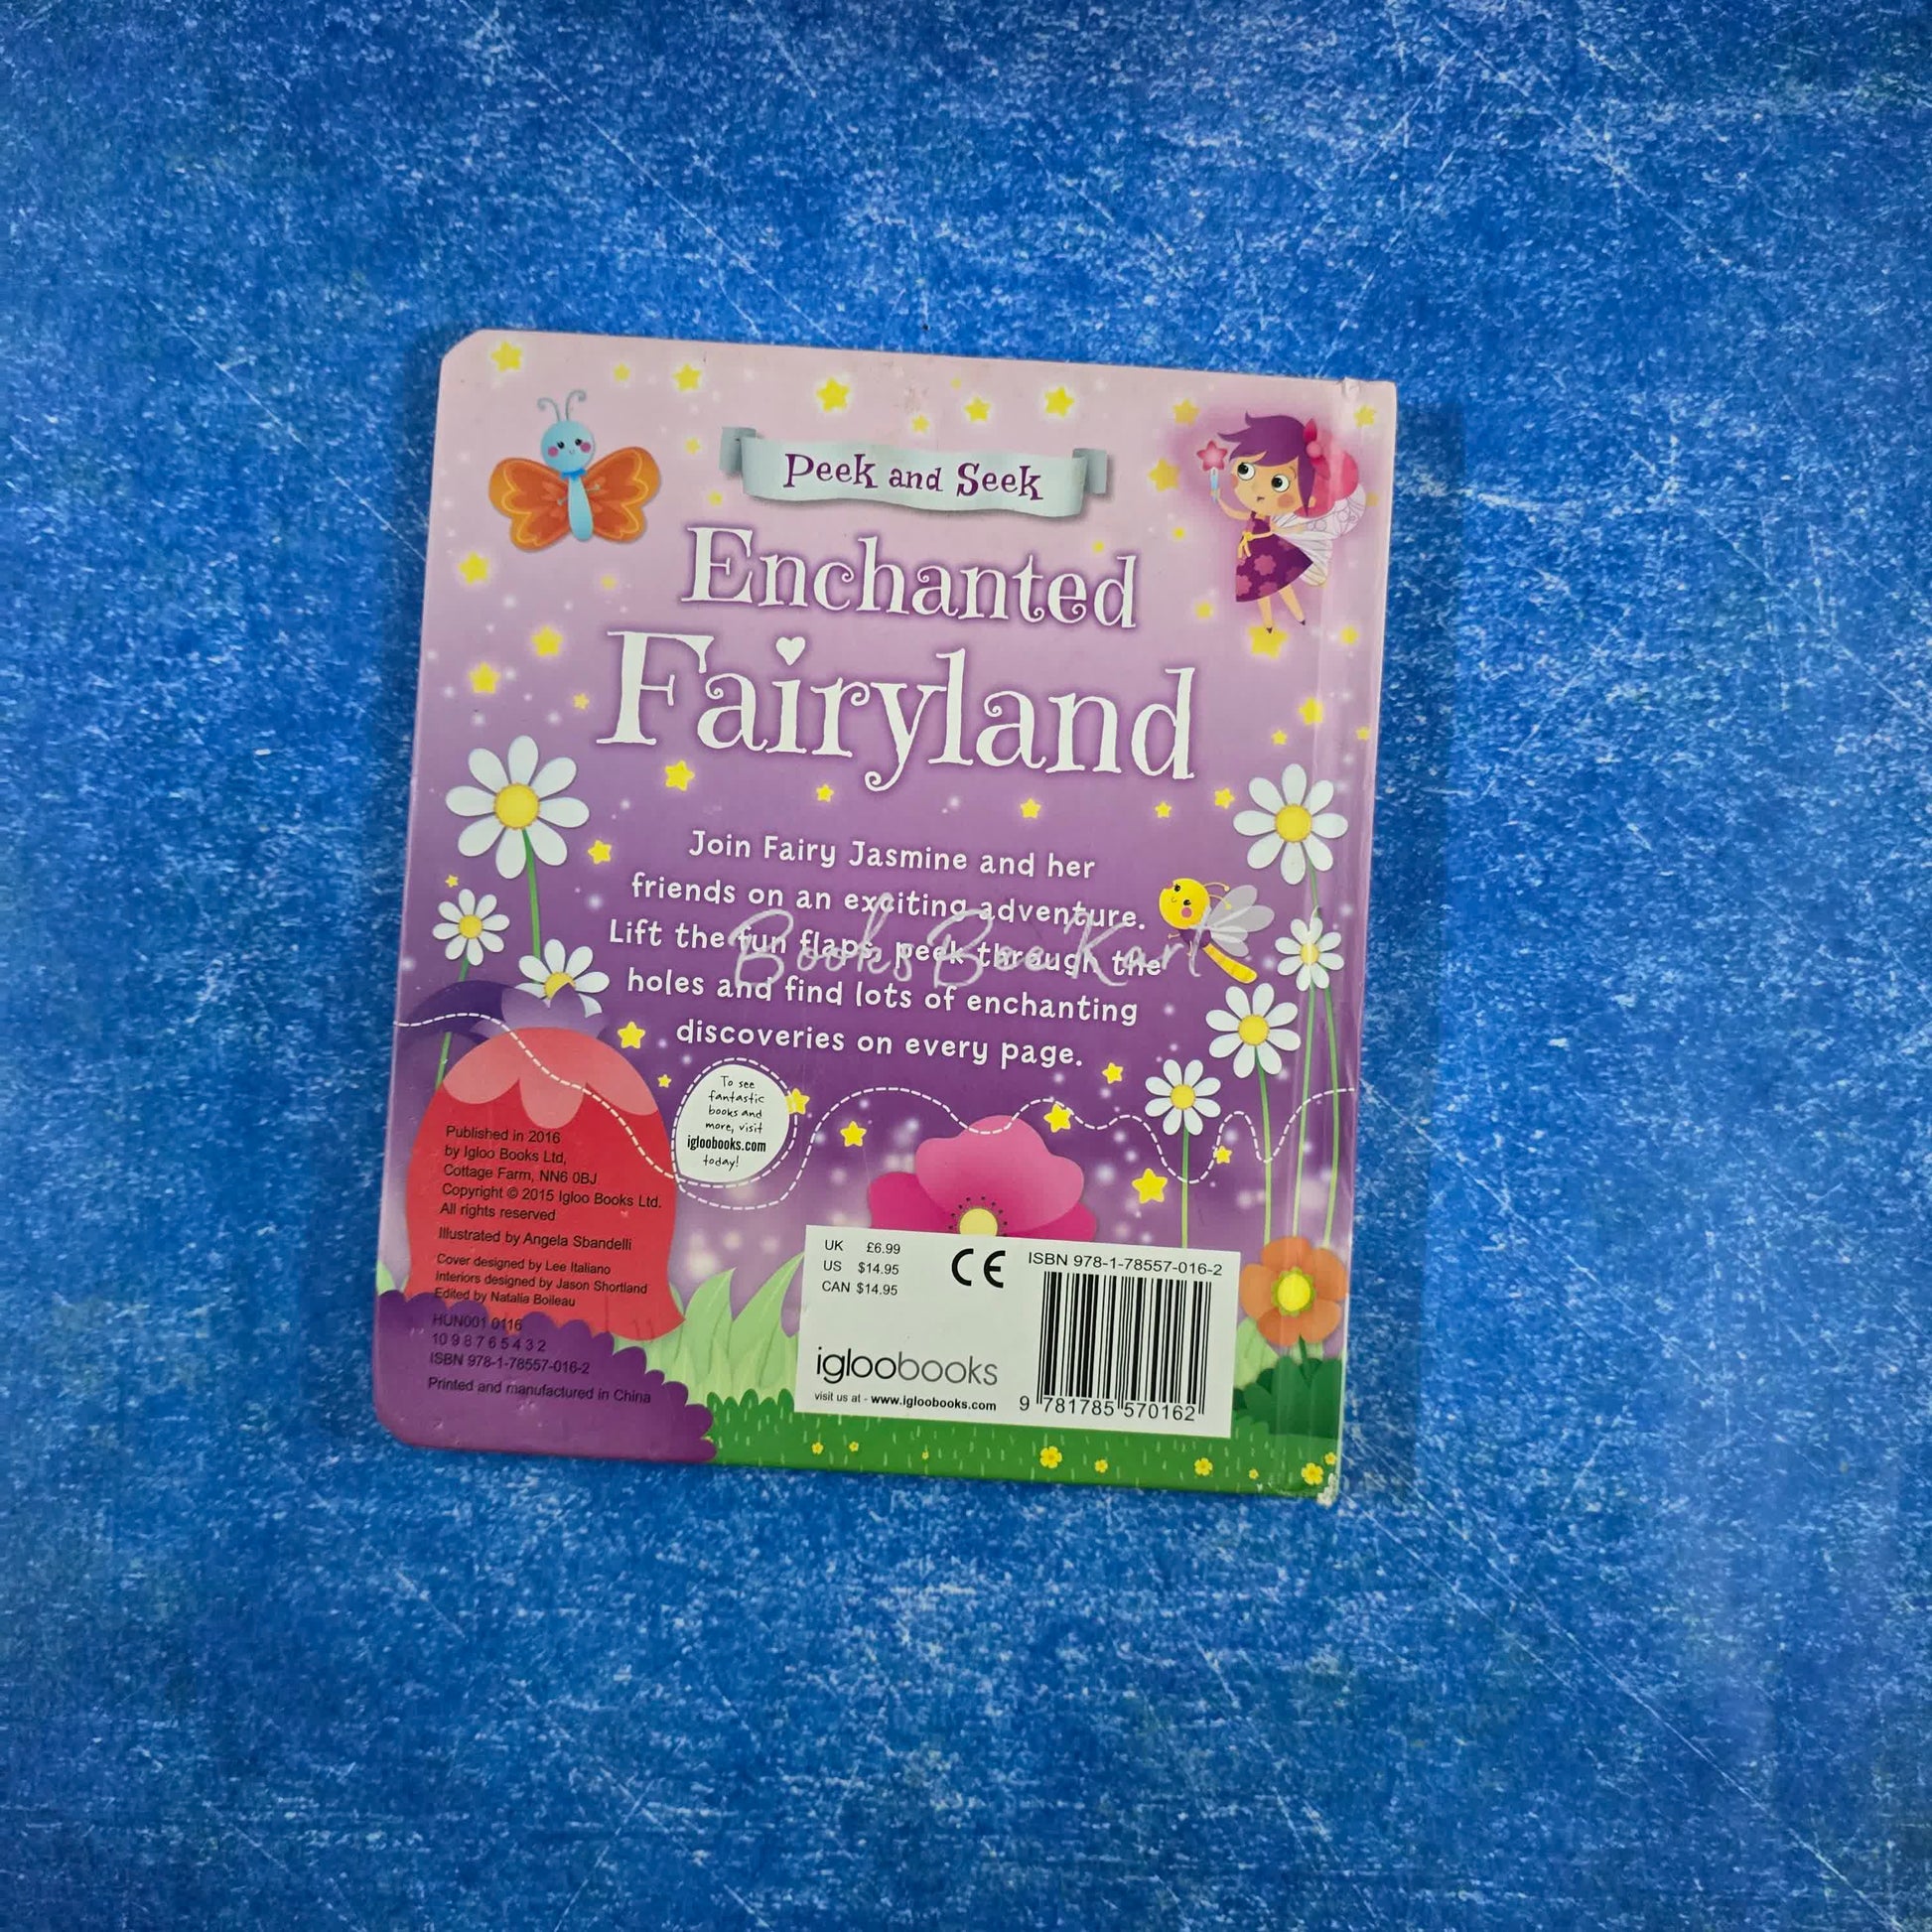 Peek and Seek
Enchanted
Fairyland
Join Fairy Jasmine and her
friends on an exciting adventure.
Lift the fun flaps, peek through the
holes and find lots of enchanting
discoveries on every page.
BooksBeeKart
To see
fantastic
books and
more, visit
igloobooks.com
today!
Published in 2016
by Igloo Books Ltd,
Cottage Farm, NN6 0BJ
Copyright © 2015 Igloo Books Ltd.
All rights reserved
Illustrated by Angela Sbandelli
Cover designed by Lee Italiano
Interiors designed by Jason Shortland
Edited by Natalia Boileau
HUN001 0116
10 9 8 7 6 5 4 3 2
ISBN 978-1-78557-016-2
Printed and manufactured in China
UK £6.99
US $14.95
CAN $14.95
CE
ISBN 978-1-78557-016-2
igloobooks
visit us at - www.igloobooks.com
9 781785 570162